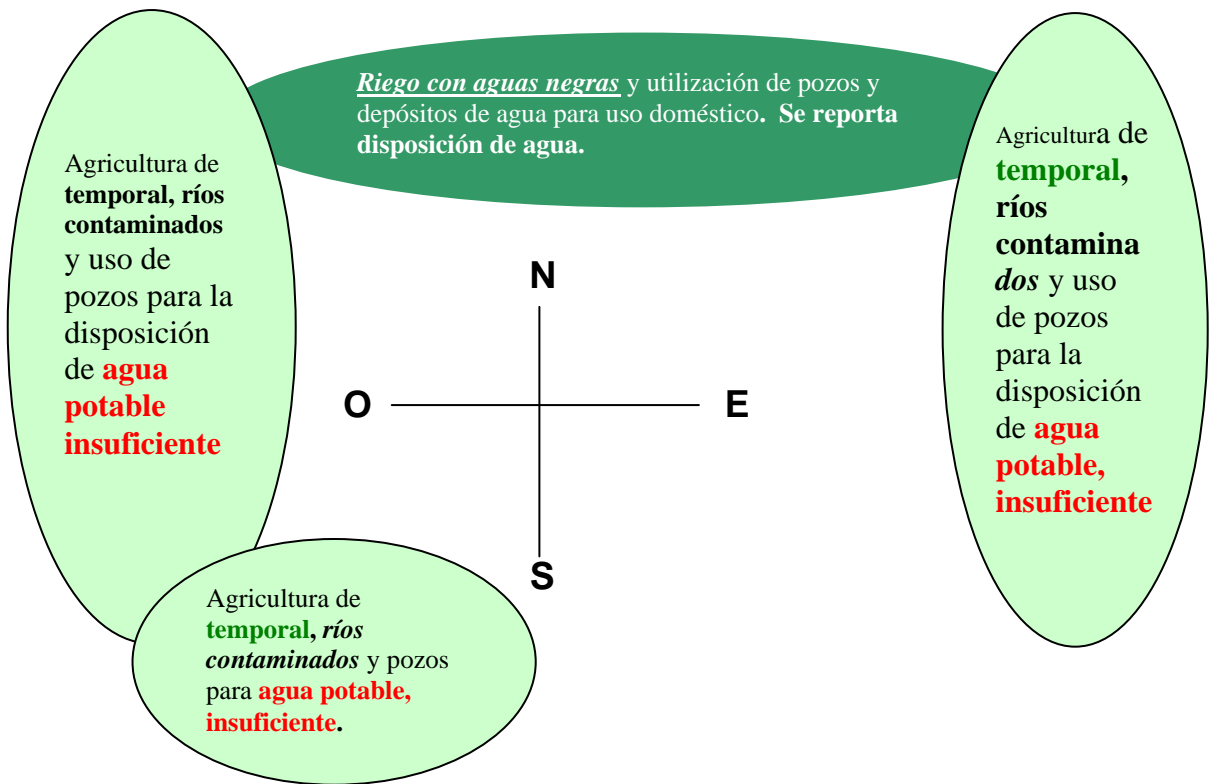 Riego con aguas negras y utilización de pozos y
depósitos de agua para uso doméstico. Se reporta
disposición de agua.
Agricultura de
temporal, ríos
contaminados
y uso de
pozos para la
disposición
de agua
potable
insuficiente
Agricultura de
temporal,
ríos
contamina
dos y uso
de pozos
para la
disposición
de agua
potable,
insuficiente
N
O
E
S
Agricultura de
temporal, ríos
contaminados y pozos
para agua potable,
insuficiente.